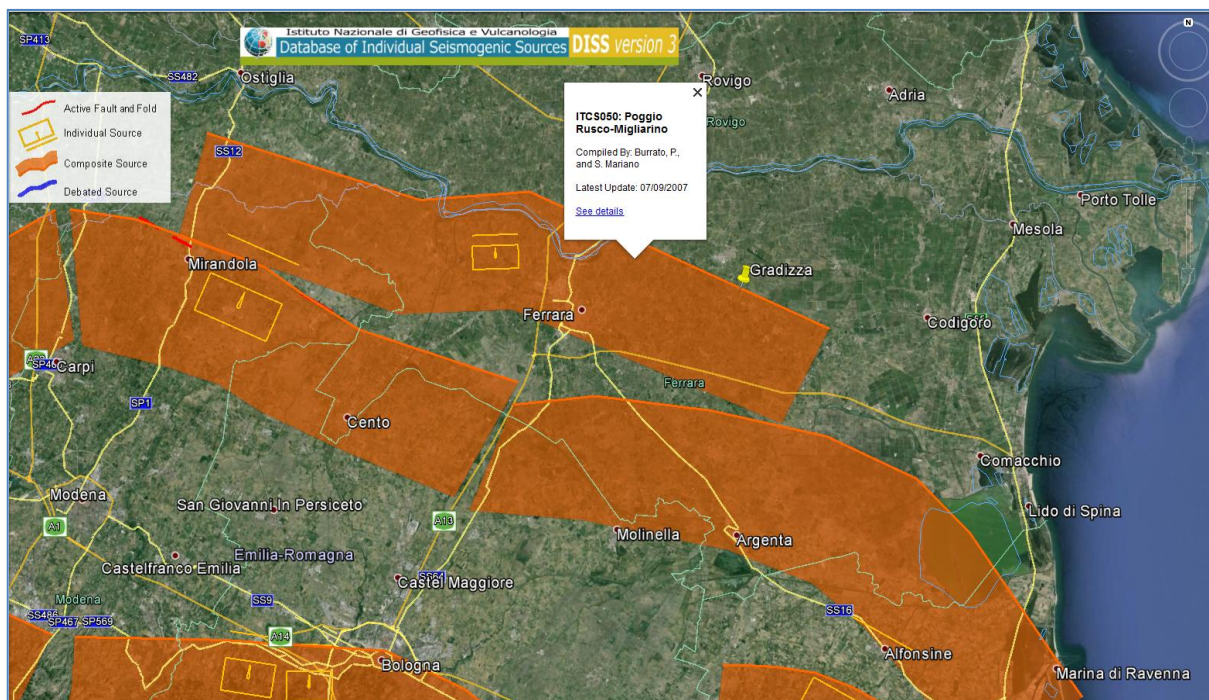 Istituto Nazionale di Geofisica e Vulcanologia
Database of Individual Seismogenic Sources DISS version 3
N
SP413
SS482
Ostiglia
Rovigo
Adria
Rovigo
Active Fault and Fold
Individual Source
Composite Source
Debated Source
ITCS050: Poggio
Rusco-Migliarino
Compiled By: Burrato, P.,
and S. Mariano
Latest Update: 07/09/2007
See details
SS12
Porto Tolle
Mesola
Mirandola
Gradizza
Ferrara
Codigoro
Carpi
SP1
Ferrara
Cento
Comacchio
Modena
San Giovanni In Persiceto
A1
A13
Lido di Spina
Molinella
Argenta
Emilia-Romagna
Castelfranco Emilia
Castel Maggiore
SS64
Modena
SS9
SS486
SP467
SP569
SS16
A14
Bologna
Alfonsine
Marina di Ravenna